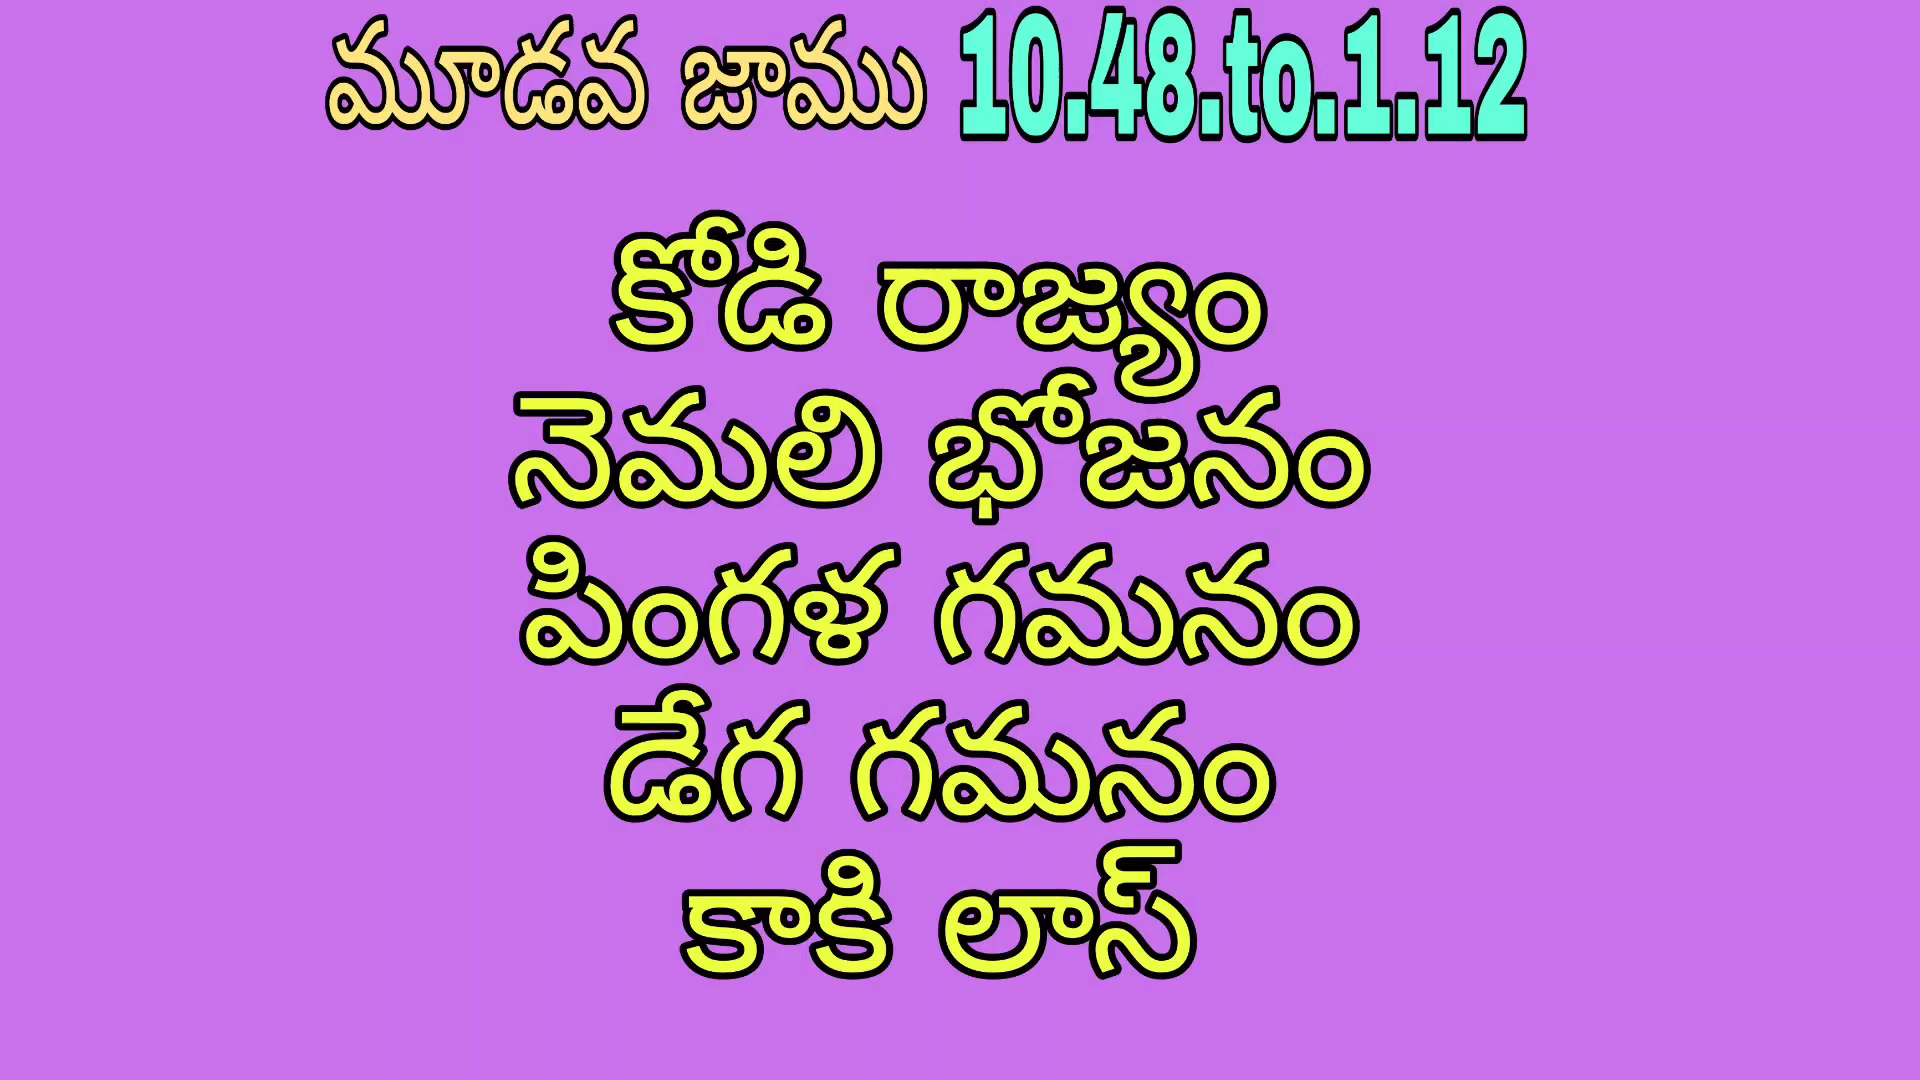 మూడవ జాము 10.48.to.1.12
కోడి రాజ్యం
నెమలి భోజనం
పింగళ గమనం
డేగ గమనం
కాకి లాస్